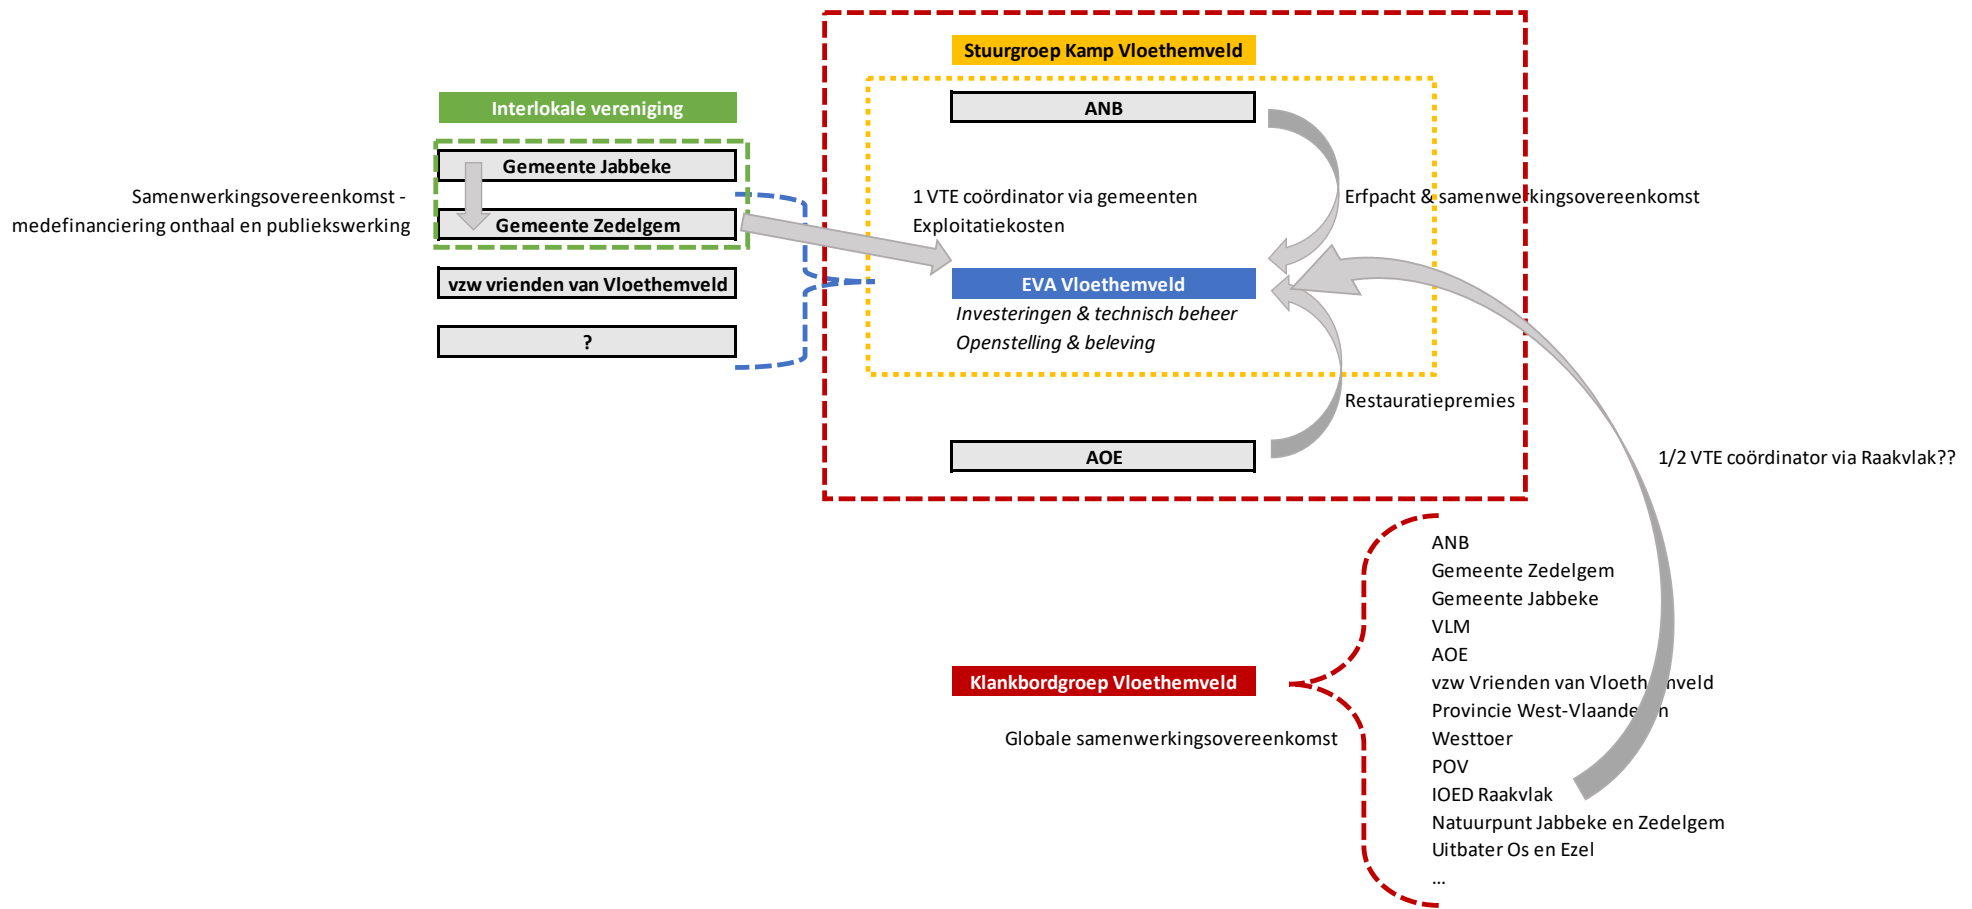 Stuurgroep Kamp Vloethemveld
Interlokale vereniging
ANB
Gemeente Jabbeke
Samenwerkingsovereenkomst -
medefinanciering onthaal en publiekswerking
Gemeente Zedelgem
1 VTE coördinator via gemeenten
Exploitatiekosten
Erfpacht & samenwerkingsovereenkomst
vzw vrienden van Vloethemveld
EVA Vloethemveld
Investeringen & technisch beheer
Openstelling & beleving
?
Restauratiepremies
AOE
1/2 VTE coördinator via Raakvlak??
Klankbordgroep Vloethemveld
Globale samenwerkingsovereenkomst
ANB
Gemeente Zedelgem
Gemeente Jabbeke
VLM
AOE
vzw Vrienden van Vloethemveld
Provincie West-Vlaanderen
Westtoer
POV
IOED Raakvlak
Natuurpunt Jabbeke en Zedelgem
Uitbater Os en Ezel
...